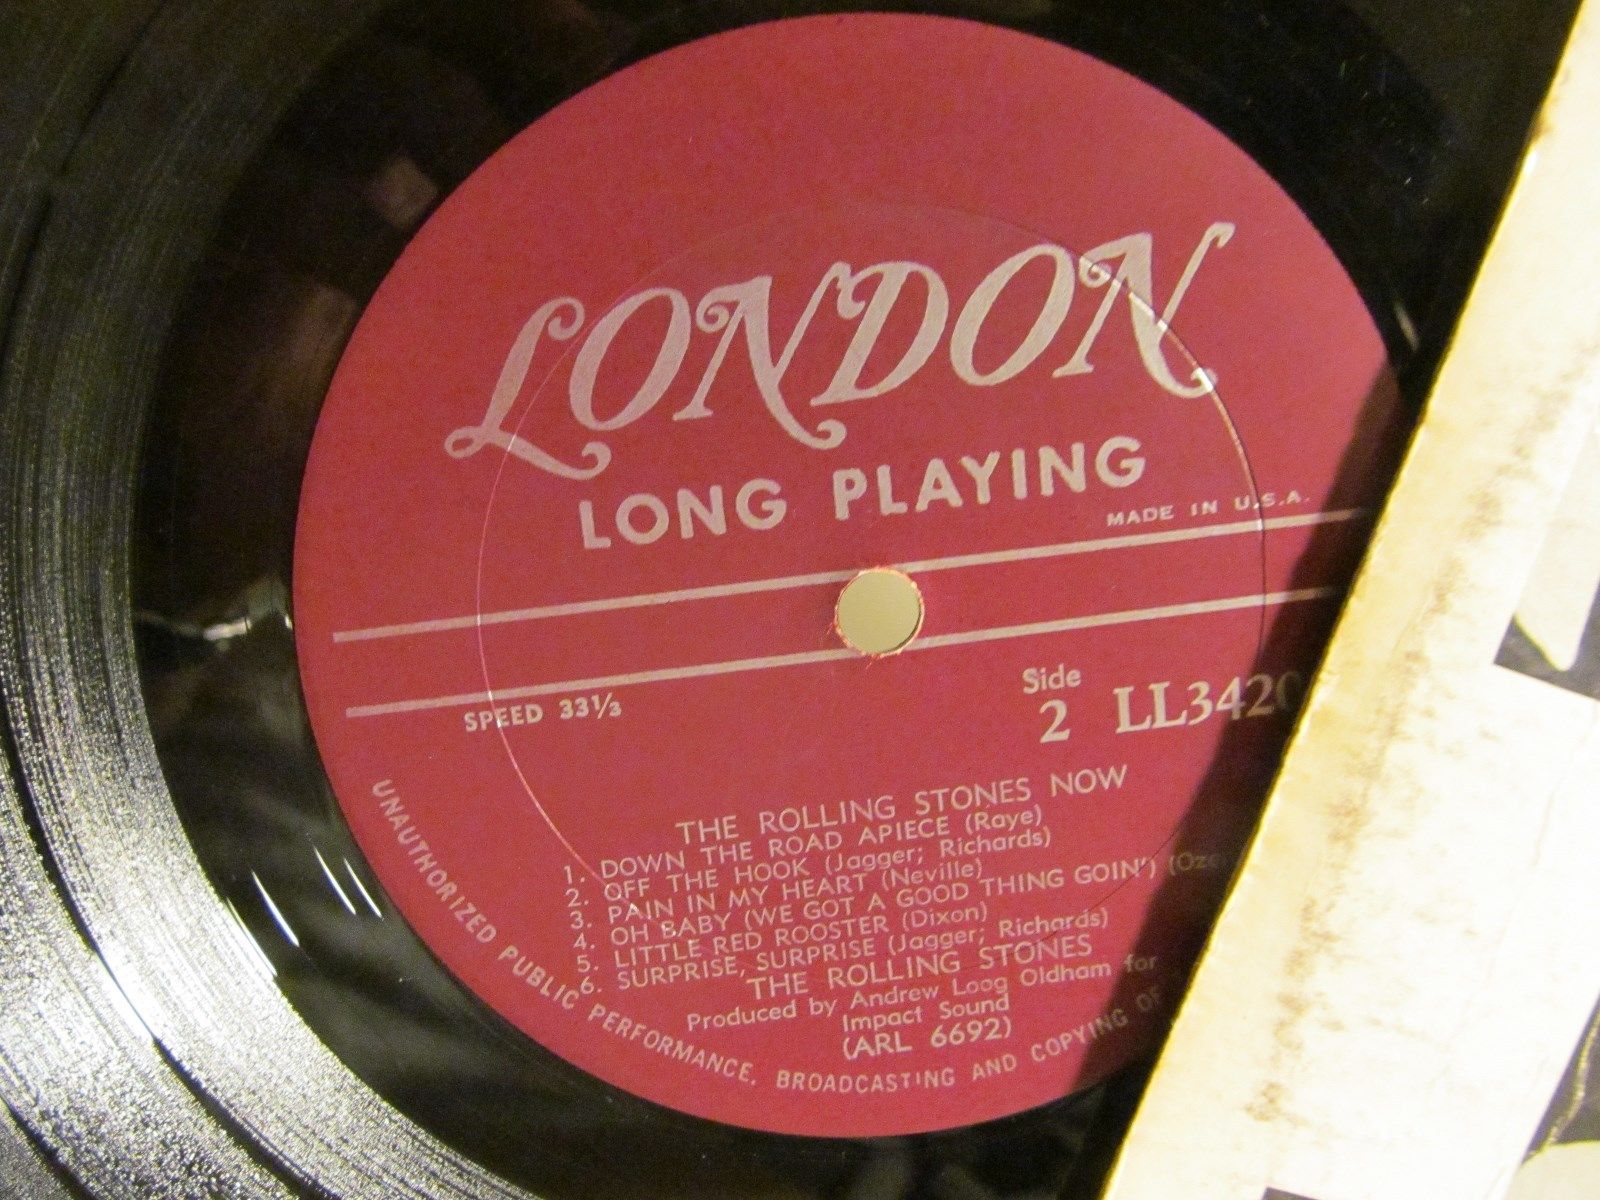 LONDON
LONG PLAYING
MADE IN U.S.A.
SPEED 33⅓
Side
2 LL3420
THE ROLLING STONES NOW
1. DOWN THE ROAD APIECE (Raye)
2. OFF THE HOOK (Jagger; Richards)
3. PAIN IN MY HEART (Neville)
4. OH BABY (WE GOT A GOOD THING GOIN')
5. LITTLE RED ROOSTER (Dixon)
6. SURPRISE, SURPRISE (Jagger; Richards)
THE ROLLING STONES
Produced by Andrew Loog Oldham for
Impact Sound
(ARL 6692)
UNAUTHORIZED PUBLIC PERFORMANCE, BROADCASTING AND COPYING OF